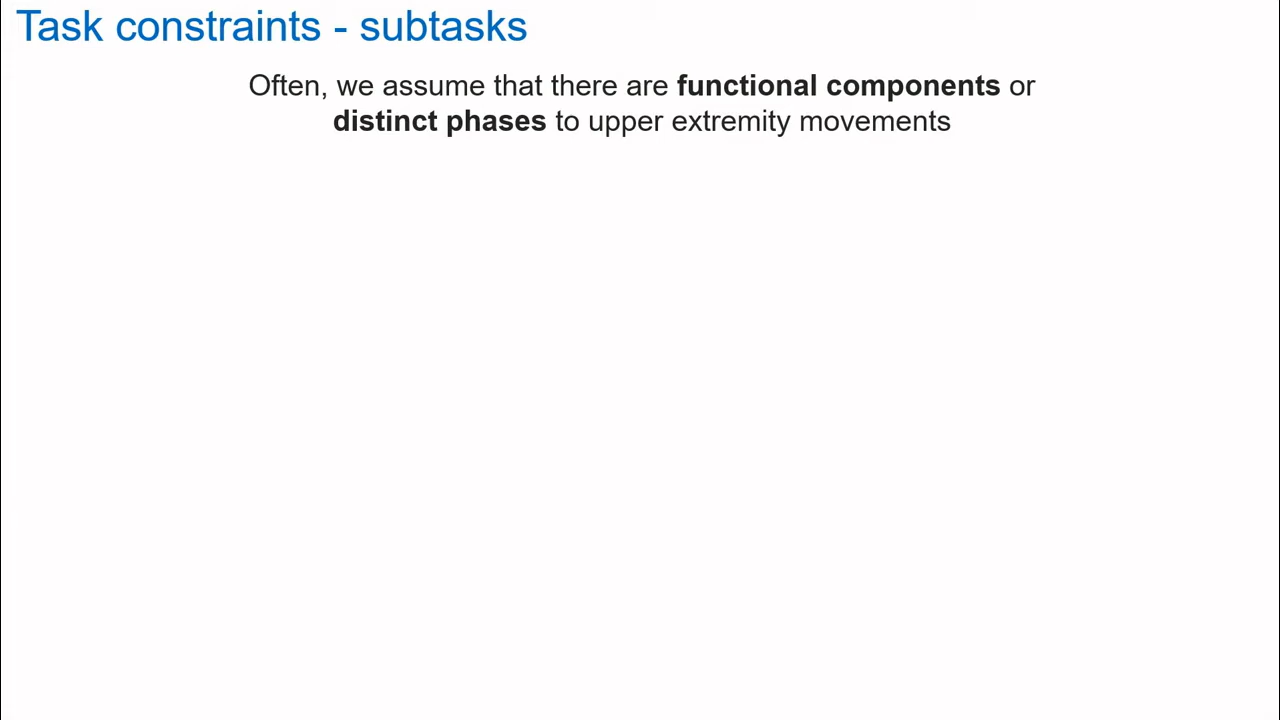 Task constraints - subtasks
Often, we assume that there are functional components or
distinct phases to upper extremity movements